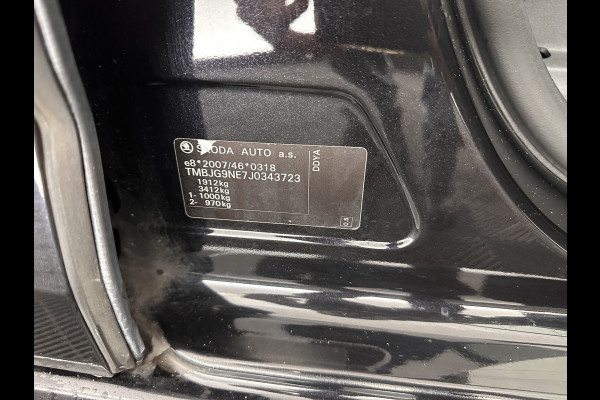 ŠKODA AUTO a.s.
e8*2007/46*0318
TMBJG9NE7J0343723
1912kg
3412kg
1- 1000kg
2- 970kg
DDYA